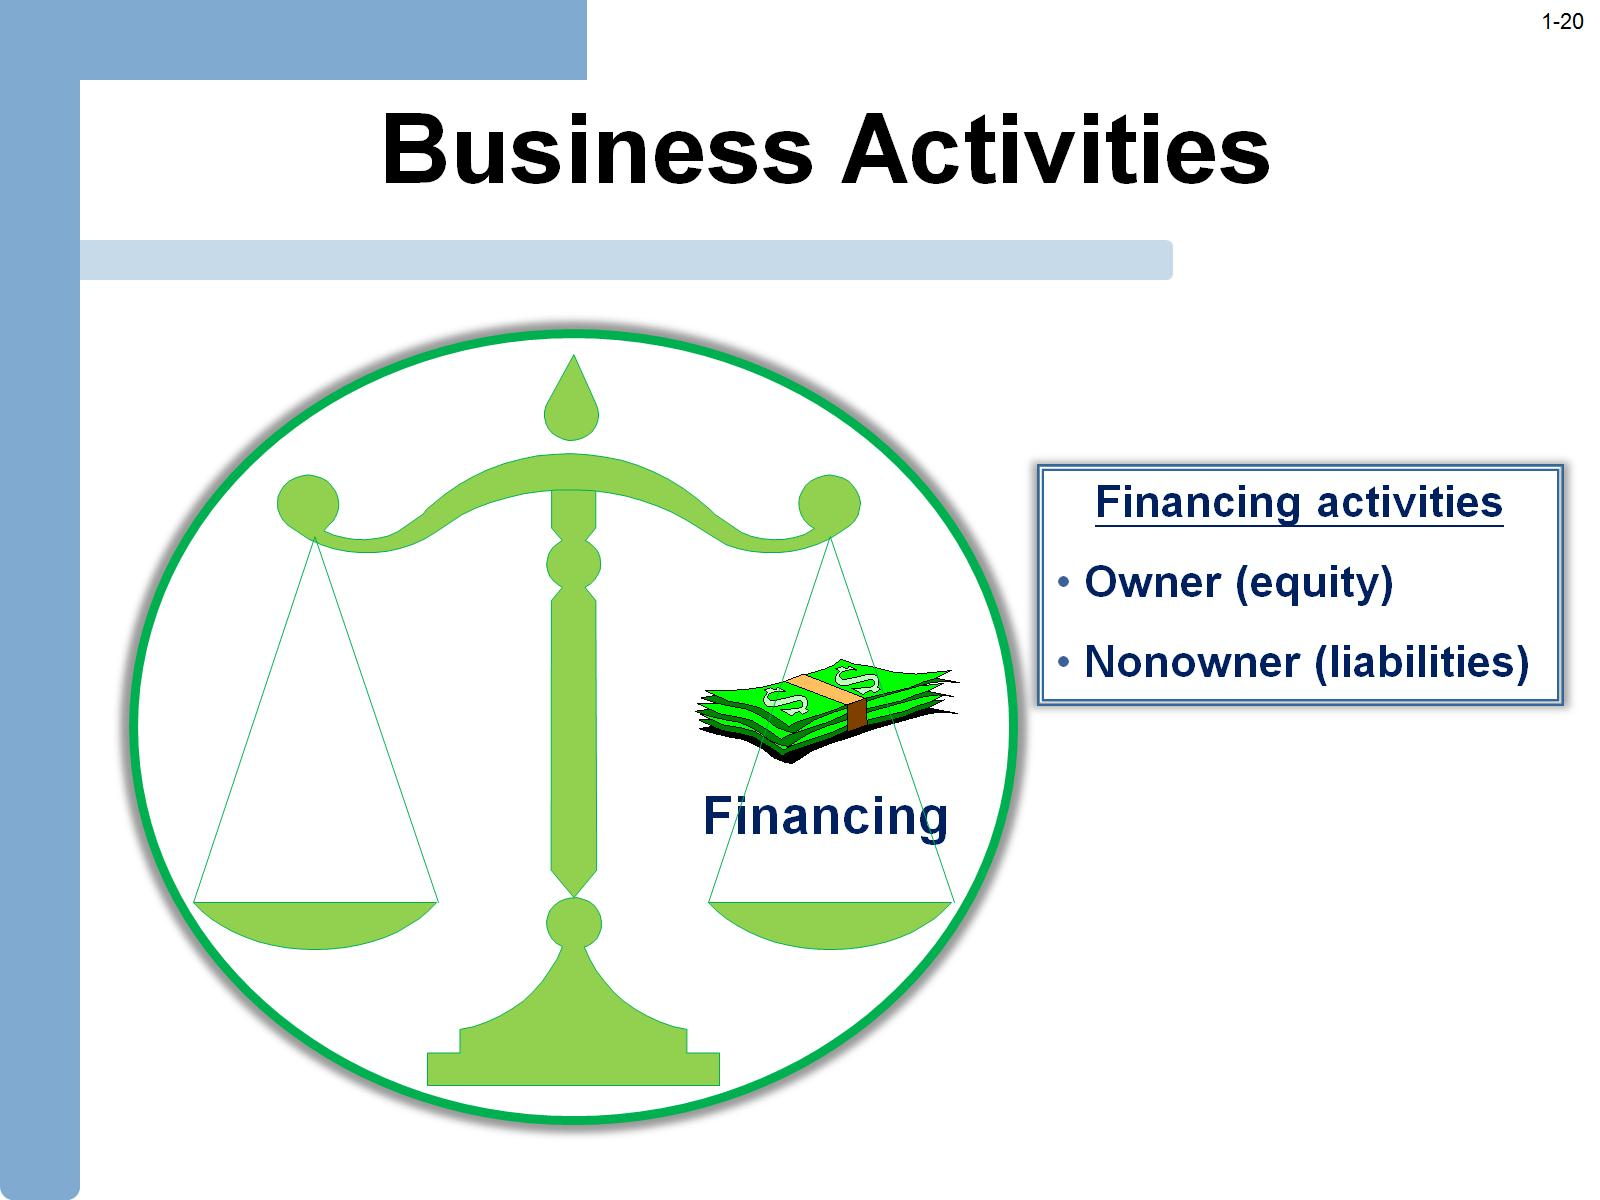 1-20
Business Activities
Financing activities
• Owner (equity)
• Nonowner (liabilities)
$ $
Financing